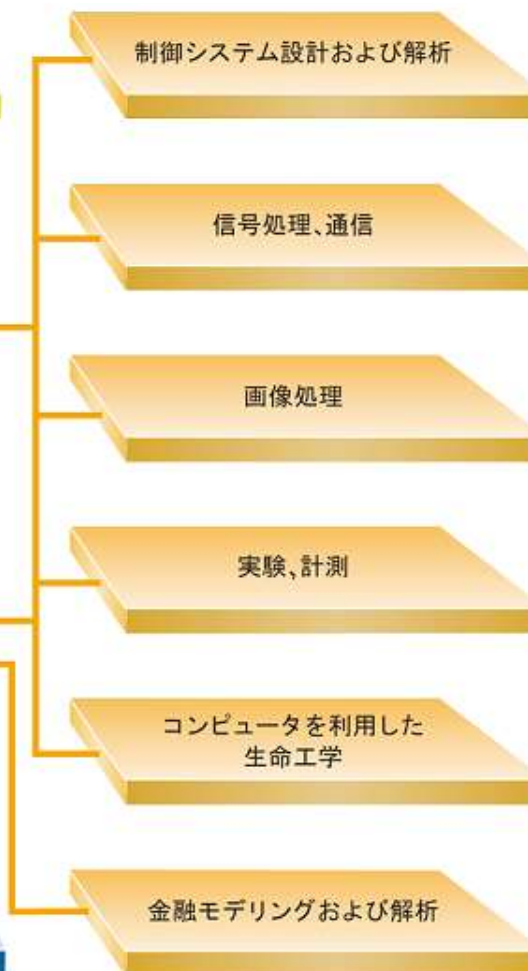 制御システム設計および解析
信号処理、通信
画像処理
実験、計測
コンピュータを利用した
生命工学
金融モデリングおよび解析